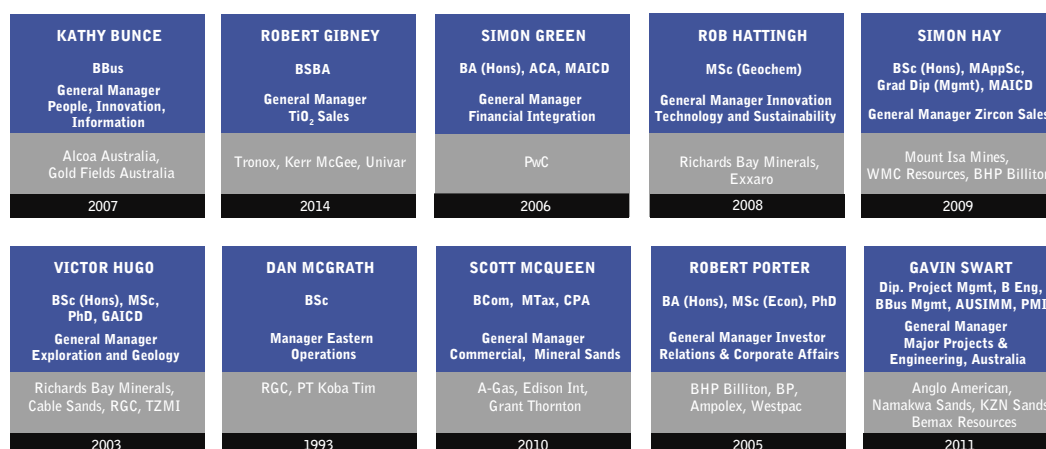 KATHY BUNCE
BBus
General Manager
People, Innovation,
Information
Alcoa Australia,
Gold Fields Australia
2007
ROBERT GIBNEY
BSBA
General Manager
TiO2 Sales
Tronox, Kerr McGee, Univar
2014
SIMON GREEN
BA (Hons), ACA, MAICD
General Manager
Financial Integration
PwC
2006
ROB HATTINGH
MSc (Geochem)
General Manager Innovation
Technology and Sustainability
Richards Bay Minerals,
Exxaro
2008
SIMON HAY
BSc (Hons), MAppSc,
Grad Dip (Mgmt), MAICD
General Manager Zircon Sales
Mount Isa Mines,
WMC Resources, BHP Billiton
2009
VICTOR HUGO
BSc (Hons), MSc,
PhD, GAICD
General Manager
Exploration and Geology
Richards Bay Minerals,
Cable Sands, RGC, TZMI
2003
DAN MCGRATH
BSc
Manager Eastern
Operations
RGC, PT Koba Tim
1993
SCOTT MCQUEEN
BCom, MTax, CPA
General Manager
Commercial, Mineral Sands
A-Gas, Edison Int,
Grant Thornton
2010
ROBERT PORTER
BA (Hons), MSc (Econ), PhD
General Manager Investor
Relations & Corporate Affairs
BHP Billiton, BP,
Ampolex, Westpac
2005
GAVIN SWART
Dip. Project Mgmt, B Eng,
BBus Mgmt, AUSIMM, PMI
General Manager
Major Projects &
Engineering, Australia
Anglo American,
Namakwa Sands, KZN Sands
Bemax Resources
2011